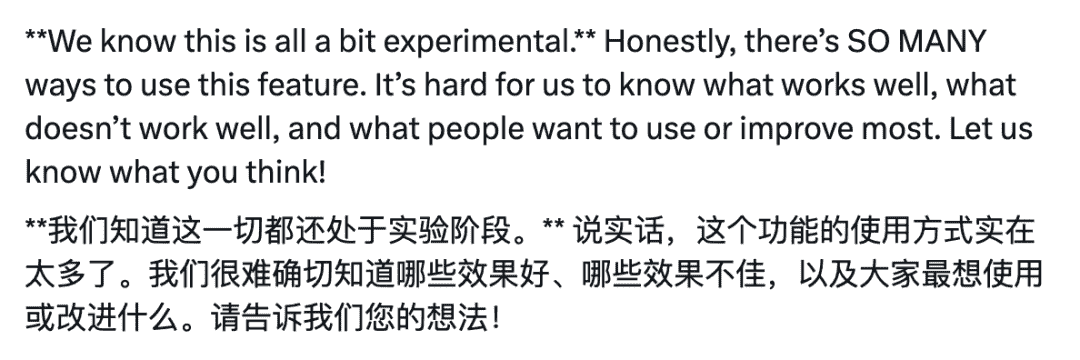 **We know this is all a bit experimental.** Honestly, there’s SO MANY
ways to use this feature. It’s hard for us to know what works well, what
doesn’t work well, and what people want to use or improve most. Let us
know what you think!
**我们知道这一切都还处于实验阶段。** 说实话，这个功能的使用方式实在
太多了。我们很难确切知道哪些效果好、哪些效果不佳，以及大家最想使用
或改进什么。请告诉我们您的想法！